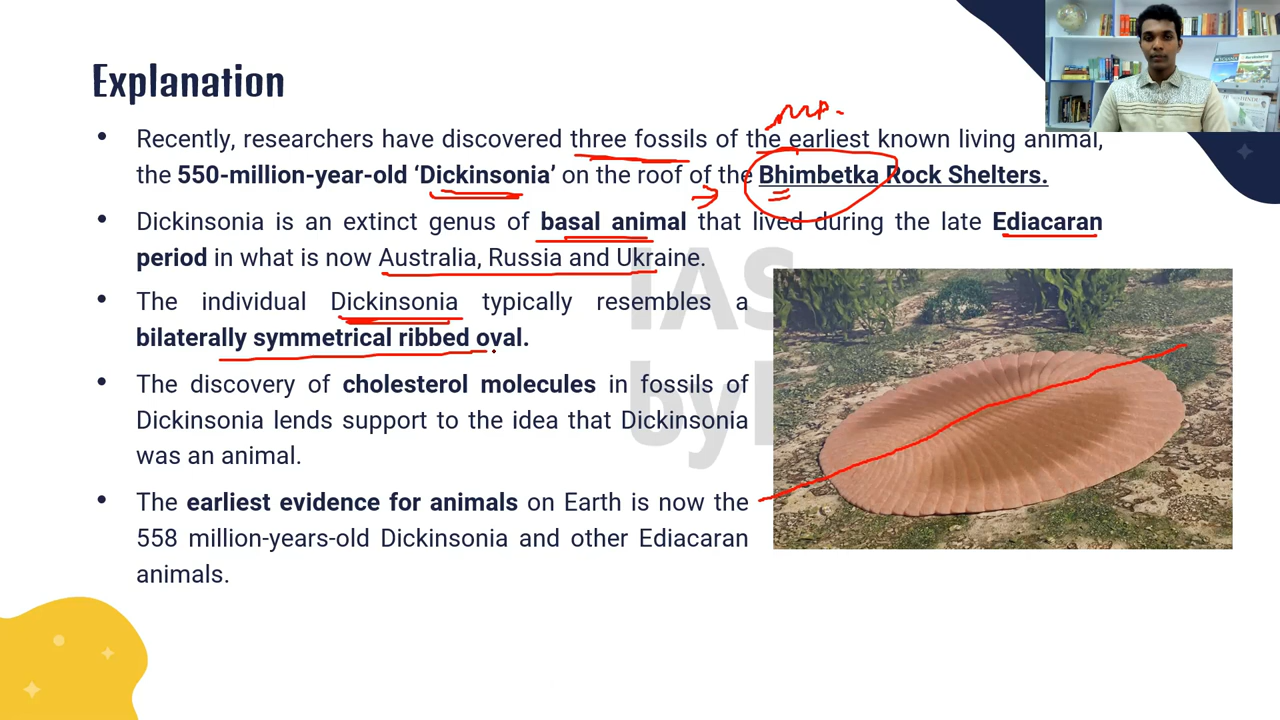 Explanation
MP.
• Recently, researchers have discovered three fossils of the earliest known living animal,
the 550-million-year-old ‘Dickinsonia’ on the roof of the Bhimbetka Rock Shelters.
• Dickinsonia is an extinct genus of basal animal that lived during the late Ediacaran
period in what is now Australia, Russia and Ukraine.
• The individual Dickinsonia typically resembles a
bilaterally symmetrical ribbed oval.
• The discovery of cholesterol molecules in fossils of
Dickinsonia lends support to the idea that Dickinsonia
was an animal.
• The earliest evidence for animals on Earth is now the
558 million-years-old Dickinsonia and other Ediacaran
animals.
IAS